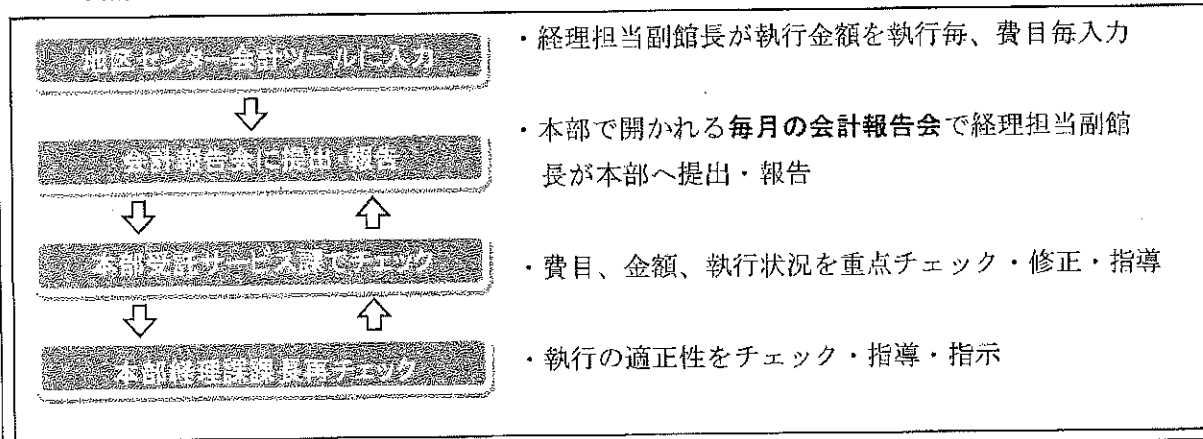 地区センター会計ツールに入力
・経理担当副館長が執行金額を執行毎、費目毎入力
会計報告会に提出・報告
・本部で開かれる毎月の会計報告会で経理担当副館
長が本部へ提出・報告
本部受託サービス課でチェック
・費目、金額、執行状況を重点チェック・修正・指導
本部経理課課長再チェック
・執行の適正性をチェック・指導・指示